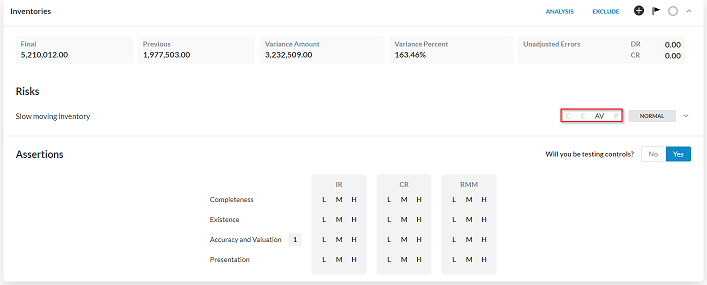 Inventories ANALYSIS EXCLUDE
Final Previous Variance Amount Variance Percent Unadjusted Errors DR 0.00
5,210,012.00 1,977,503.00 3,232,509.00 163.46% CR 0.00
Risks
Slow moving inventory C E AV P NORMAL
Assertions Will you be testing controls? No Yes
IR CR RMM
Completeness L M H L M H L M H
Existence L M H L M H L M H
Accuracy and Valuation 1 L M H L M H L M H
Presentation L M H L M H L M H